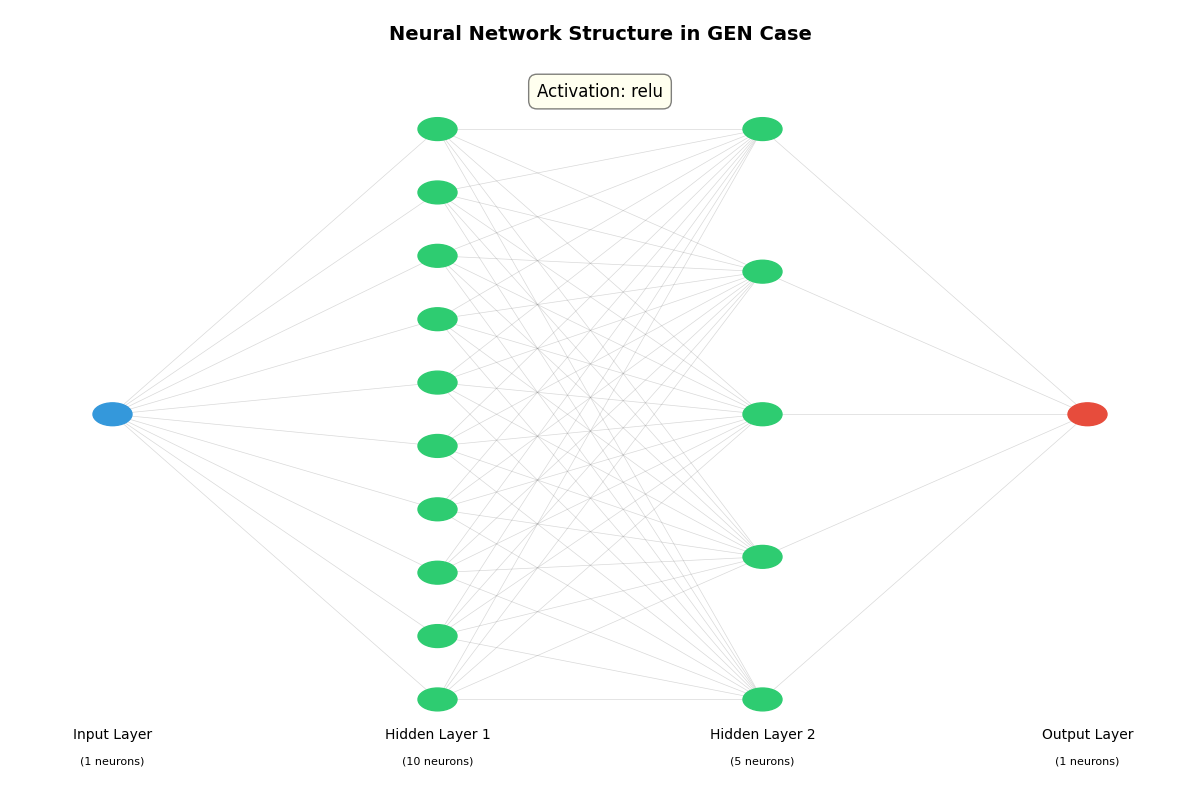 Neural Network Structure in GEN Case
Activation: relu
Input Layer
(1 neurons)
Hidden Layer 1
(10 neurons)
Hidden Layer 2
(5 neurons)
Output Layer
(1 neurons)